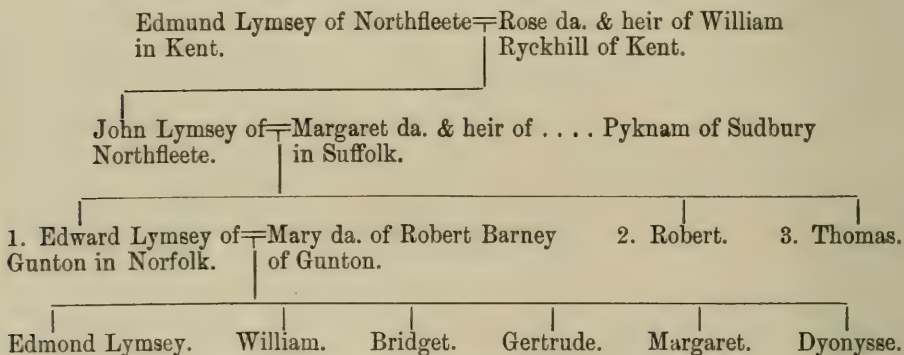 Edmund Lymsey of Northfleete╤Rose da. & heir of William
in Kent. Ryckhill of Kent.
John Lymsey of╤Margaret da. & heir of . . . . Pyknam of Sudbury
Northfleete. in Suffolk.
1. Edward Lymsey of╤Mary da. of Robert Barney 2. Robert. 3. Thomas.
Gunton in Norfolk. of Gunton.
Edmond Lymsey. William. Bridget. Gertrude. Margaret. Dyonysse.